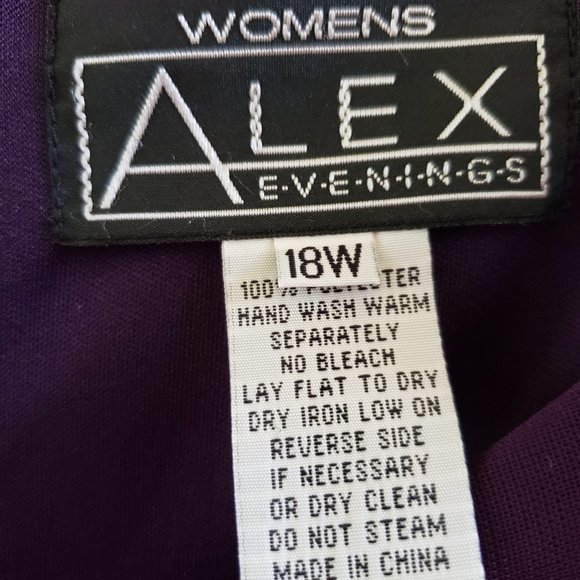 WOMENS
ALEX
E·V·E·N·I·N·G·S
18W
100% POLYESTER
HAND WASH WARM
SEPARATELY
NO BLEACH
LAY FLAT TO DRY
DRY IRON LOW ON
REVERSE SIDE
IF NECESSARY
OR DRY CLEAN
DO NOT STEAM
MADE IN CHINA